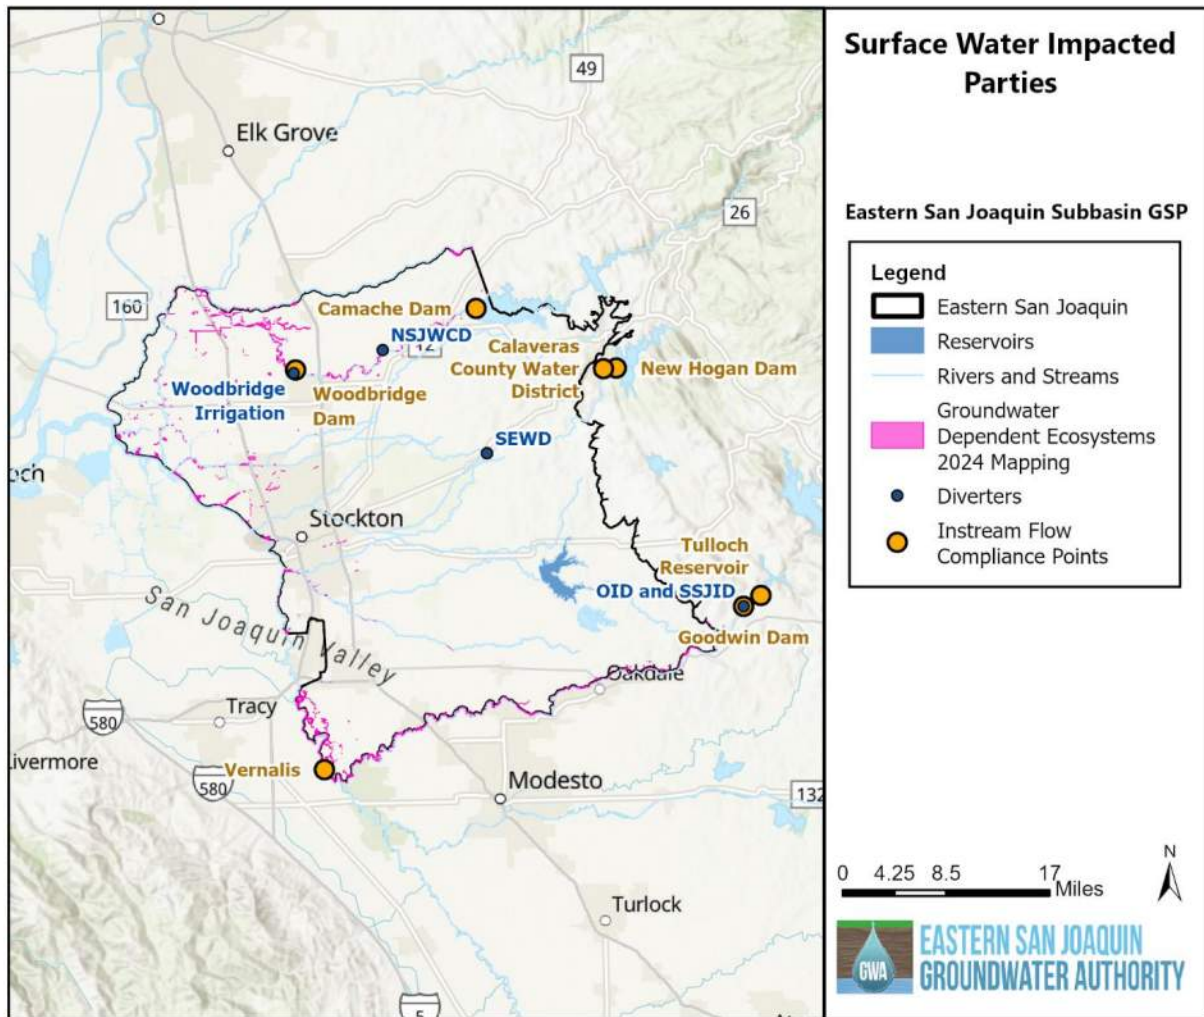 Surface Water Impacted
Parties
Eastern San Joaquin Subbasin GSP
Legend
Eastern San Joaquin
Reservoirs
Rivers and Streams
Groundwater
Dependent Ecosystems
2024 Mapping
Diverters
Instream Flow
Compliance Points
49
Elk Grove
26
160
Camache Dam
NSJWCD
12
Calaveras
County Water
District
New Hogan Dam
Woodbridge
Irrigation
Woodbridge
Dam
SEWD
och
Stockton
Tulloch
Reservoir
OID and SSJID
Goodwin Dam
San Joaquin Valley
Oakdale
Tracy
580
Livermore
Vernalis
580
Modesto
132
Turlock
5
0 4.25 8.5 17
Miles
N
GWA
EASTERN SAN JOAQUIN
GROUNDWATER AUTHORITY